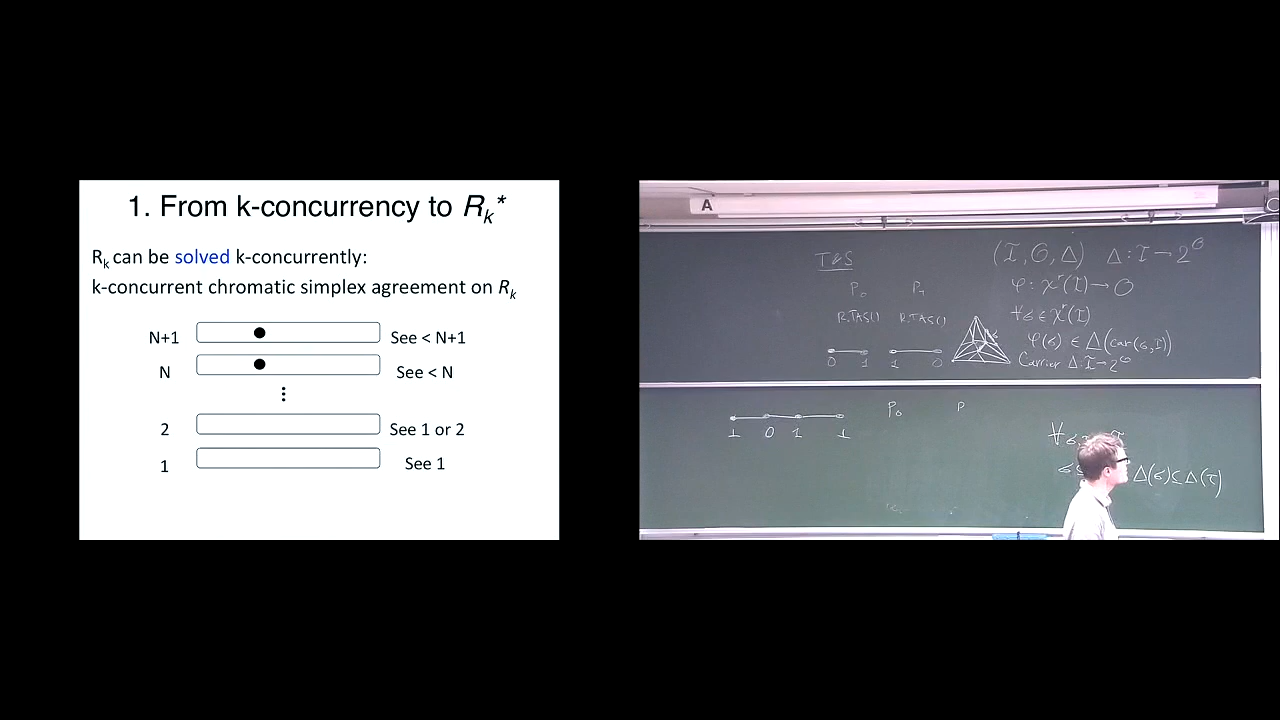 1. From k-concurrency to Rk*
Rk can be solved k-concurrently:
k-concurrent chromatic simplex agreement on Rk
N+1 See < N+1
N See < N
⋮
2 See 1 or 2
1 See 1
A
T&S
P₀ P₁
R.TAS() R.TAS()
0 1 1 0
(I, O, Δ) Δ: I → 2^O
φ: χ^r(I) → O
∀σ ∈ χ^r(I)
φ(σ) ∈ Δ(car(σ, I))
Carrier Δ: I → 2^O
⊥ 0 1 ⊥
P₀ P
∀σ,
Δ(σ) ⊆ Δ(τ)